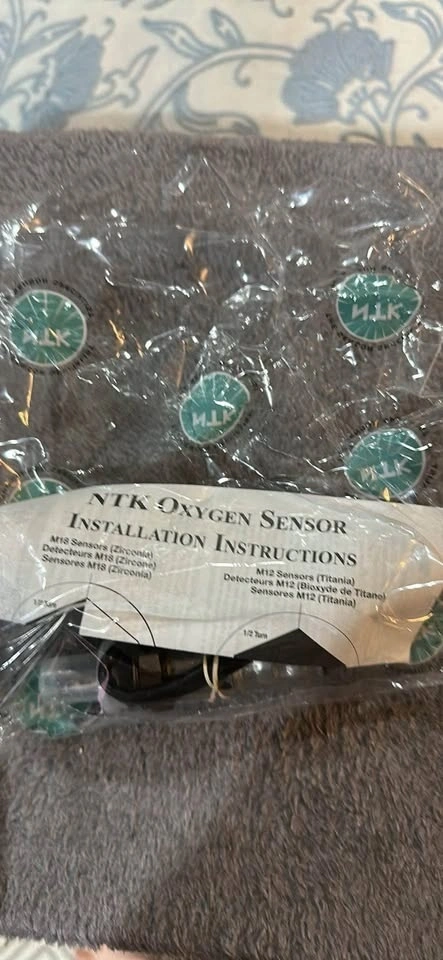 NTK
NTK
NTK
NTK
NTK OXYGEN SENSOR
INSTALLATION INSTRUCTIONS
M18 Sensors (Zirconia)
Detecteurs M18 (Zircone)
Sensores M18 (Zirconia)
M12 Sensors (Titania)
Detecteurs M12 (Bioxyde de Titane)
Sensores M12 (Titania)
1/2 Turn
1/2 Turn